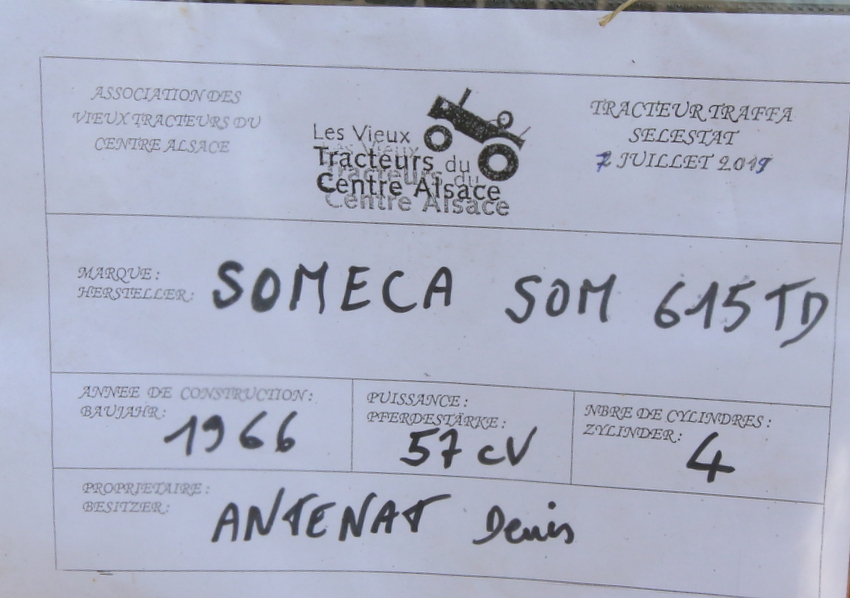 ASSOCIATION DES
VIEUX TRACTEURS DU
CENTRE ALSACE
Les Vieux
Tracteurs du
Centre Alsace
TRACTEUR TRAFFA
SELESTAT
7 JUILLET 2019
MARQUE :
HERSTELLER : SOMECA SOM 615 TD
ANNEE DE CONSTRUCTION :
BAUJAHR : 1966
PUISSANCE :
PFERDESTÄRKE : 57 cV
NBRE DE CYLINDRES :
ZYLINDER : 4
PROPRIETAIRE :
BESITZER : ANTENAT Denis